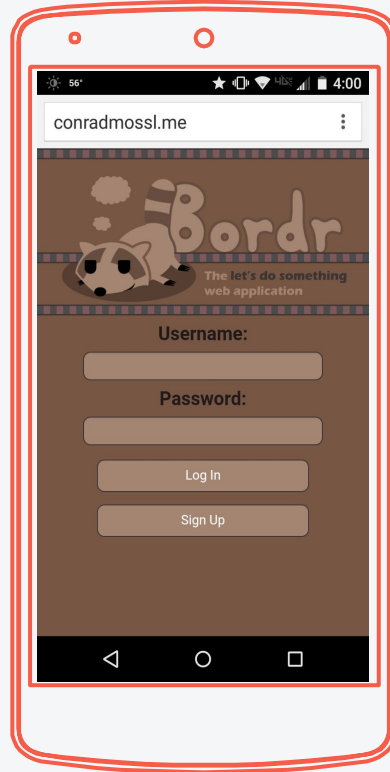 56°
4:00
conradmossl.me
Bordr
The let's do something
web application
Username:
Password:
Log In
Sign Up